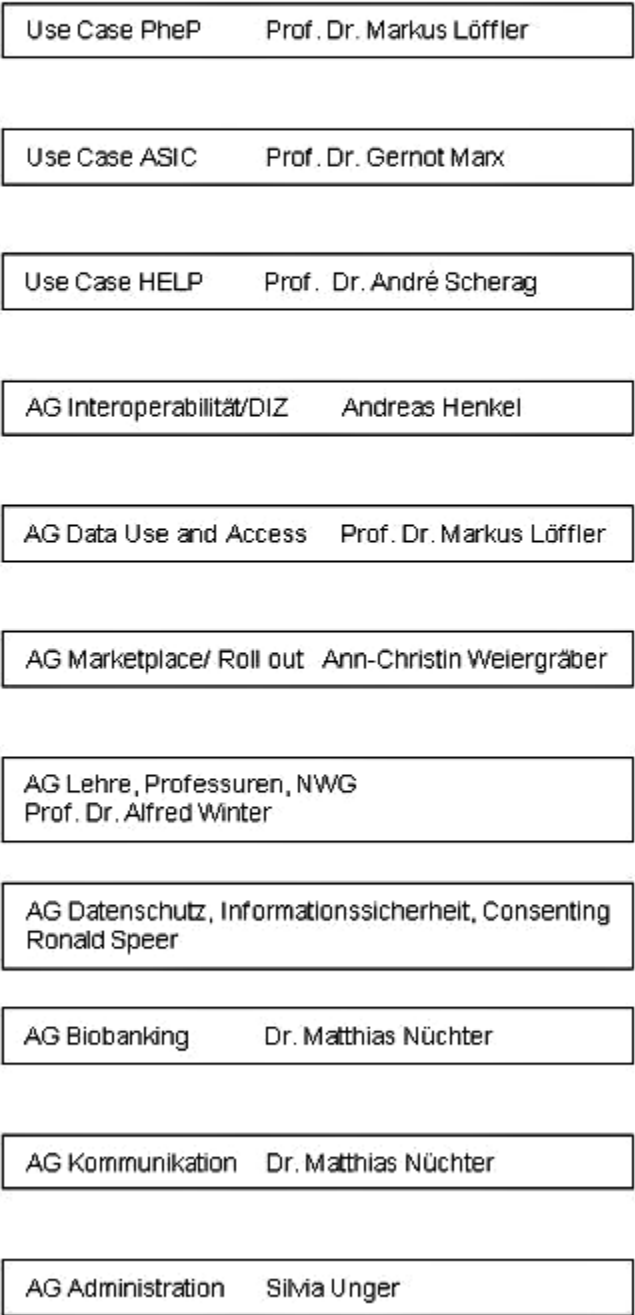 Use Case PheP Prof. Dr. Markus Löffler
Use Case ASIC Prof. Dr. Gernot Marx
Use Case HELP Prof. Dr. André Scherag
AG Interoperabilität/DIZ Andreas Henkel
AG Data Use and Access Prof. Dr. Markus Löffler
AG Marketplace/ Roll out Ann-Christin Weiergräber
AG Lehre, Professuren, NWG
Prof. Dr. Alfred Winter
AG Datenschutz, Informationssicherheit, Consenting
Ronald Speer
AG Biobanking Dr. Matthias Nüchter
AG Kommunikation Dr. Matthias Nüchter
AG Administration Silvia Unger